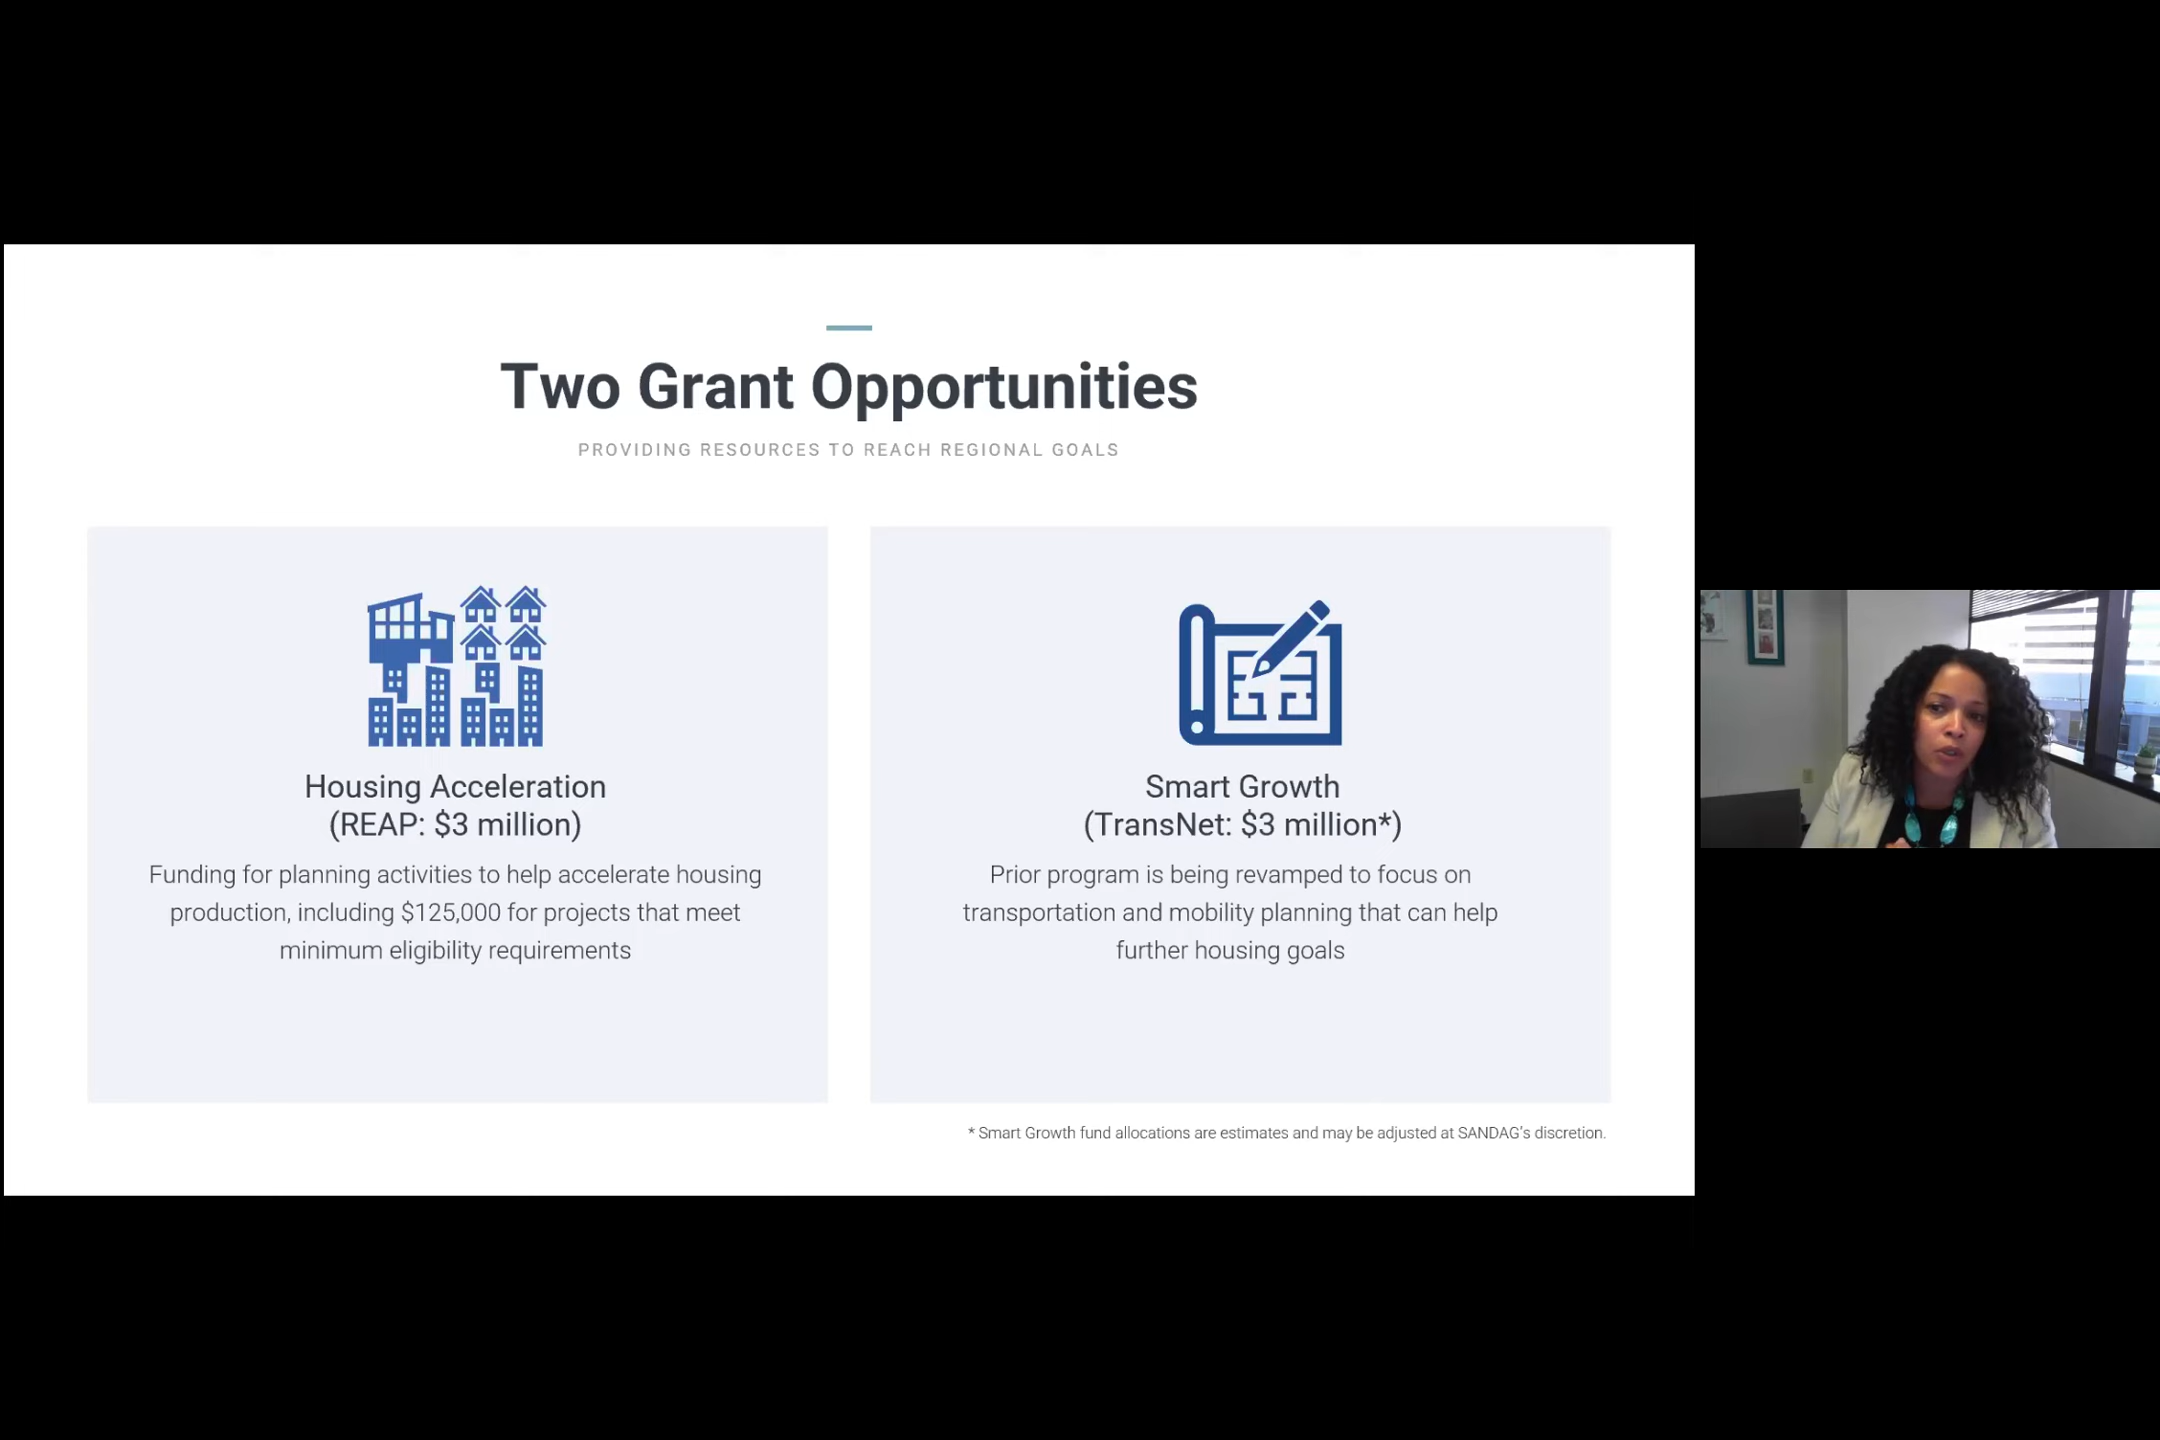 Two Grant Opportunities
PROVIDING RESOURCES TO REACH REGIONAL GOALS
Housing Acceleration
(REAP: $3 million)
Funding for planning activities to help accelerate housing
production, including $125,000 for projects that meet
minimum eligibility requirements
Smart Growth
(TransNet: $3 million*)
Prior program is being revamped to focus on
transportation and mobility planning that can help
further housing goals
* Smart Growth fund allocations are estimates and may be adjusted at SANDAG's discretion.